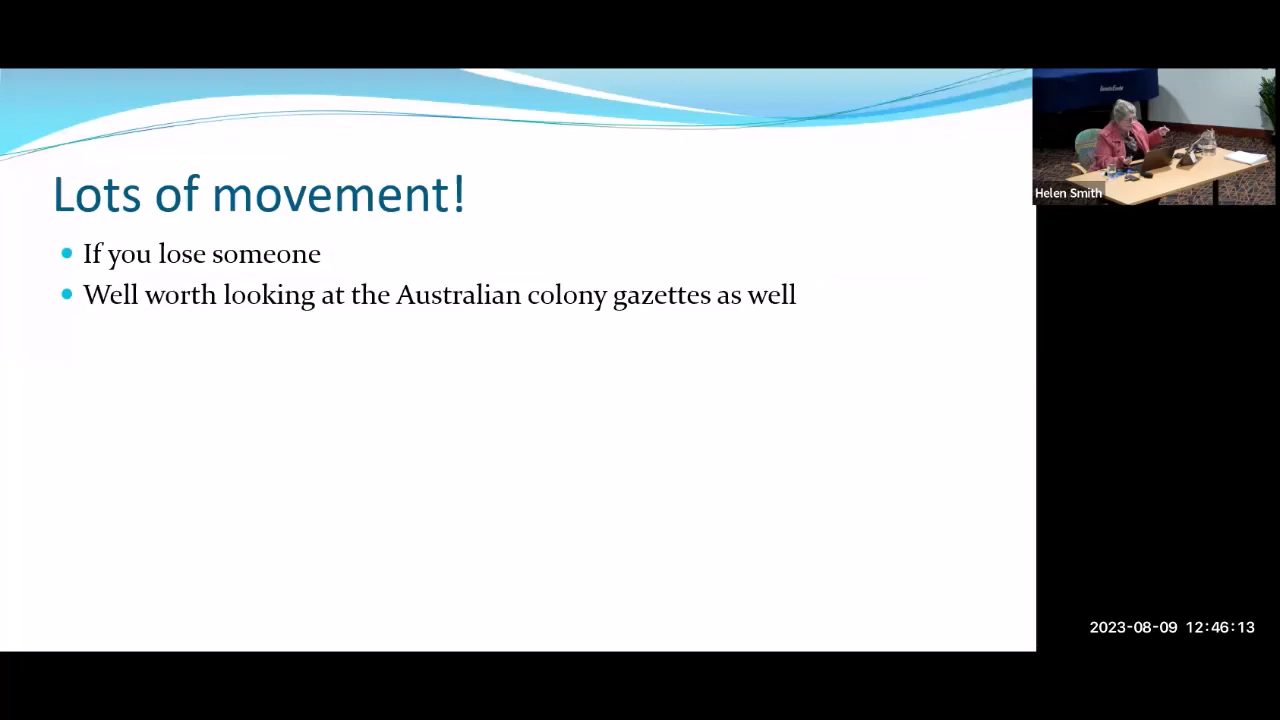 Lots of movement!
If you lose someone
Well worth looking at the Australian colony gazettes as well
Helen Smith
2023-08-09 12:46:13